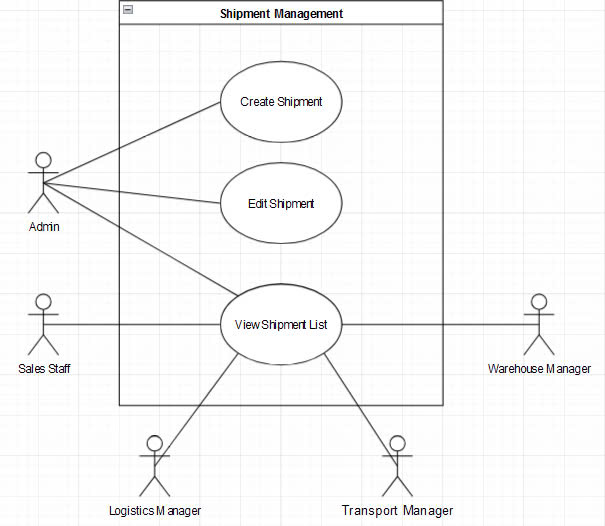 Shipment Management
Create Shipment
Edit Shipment
Admin
View Shipment List
Sales Staff
Warehouse Manager
Logistics Manager
Transport Manager